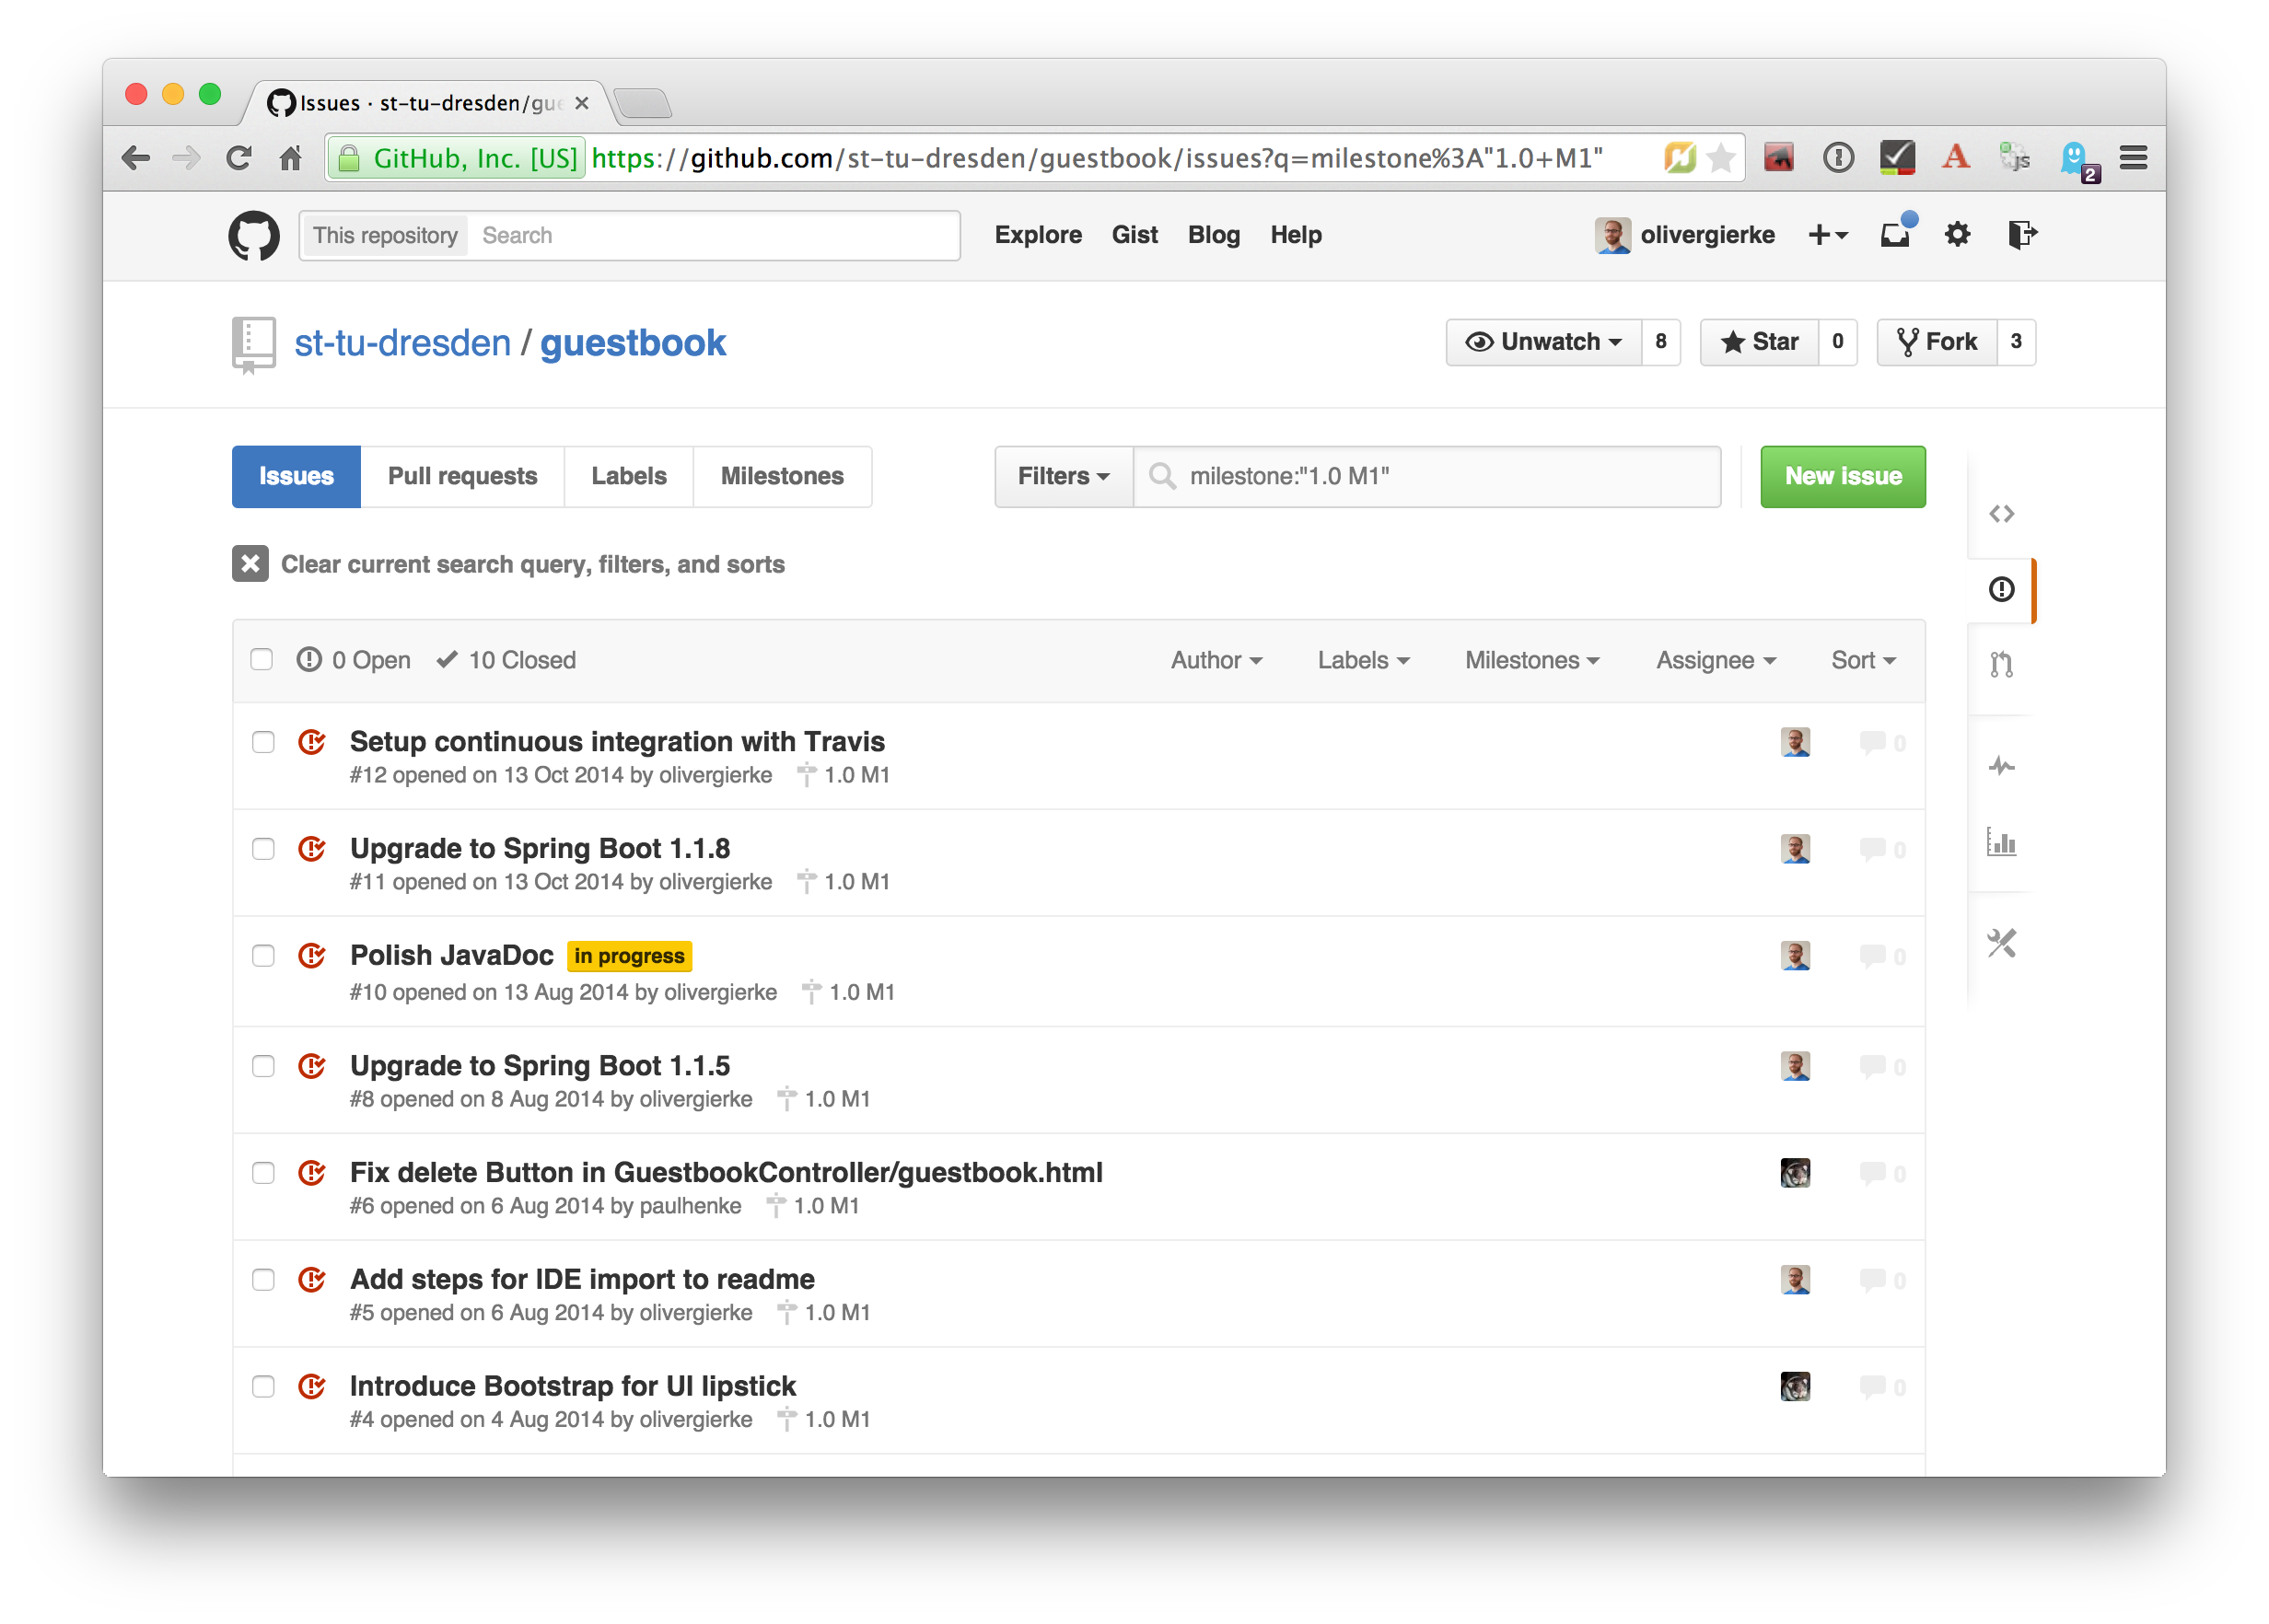 Issues · st-tu-dresden/gue
GitHub, Inc. [US] https://github.com/st-tu-dresden/guestbook/issues?q=milestone%3A"1.0+M1"
A
js
2
This repository Search Explore Gist Blog Help olivergierke
st-tu-dresden / guestbook Unwatch 8 Star 0 Fork 3
Issues Pull requests Labels Milestones Filters milestone:"1.0 M1" New issue
Clear current search query, filters, and sorts
0 Open 10 Closed Author Labels Milestones Assignee Sort
Setup continuous integration with Travis 0
#12 opened on 13 Oct 2014 by olivergierke 1.0 M1
Upgrade to Spring Boot 1.1.8 0
#11 opened on 13 Oct 2014 by olivergierke 1.0 M1
Polish JavaDoc in progress 0
#10 opened on 13 Aug 2014 by olivergierke 1.0 M1
Upgrade to Spring Boot 1.1.5 0
#8 opened on 8 Aug 2014 by olivergierke 1.0 M1
Fix delete Button in GuestbookController/guestbook.html 0
#6 opened on 6 Aug 2014 by paulhenke 1.0 M1
Add steps for IDE import to readme 0
#5 opened on 6 Aug 2014 by olivergierke 1.0 M1
Introduce Bootstrap for UI lipstick 0
#4 opened on 4 Aug 2014 by olivergierke 1.0 M1